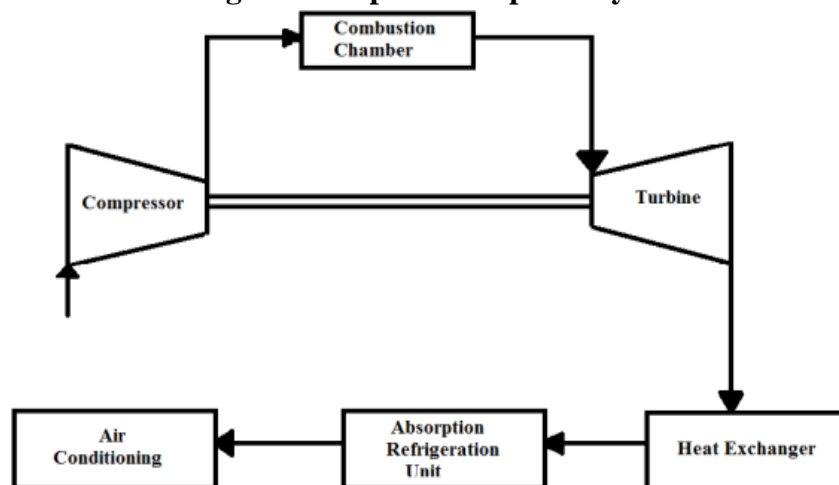 Combustion
Chamber
Compressor
Turbine
Air
Conditioning
Absorption
Refrigeration
Unit
Heat Exchanger